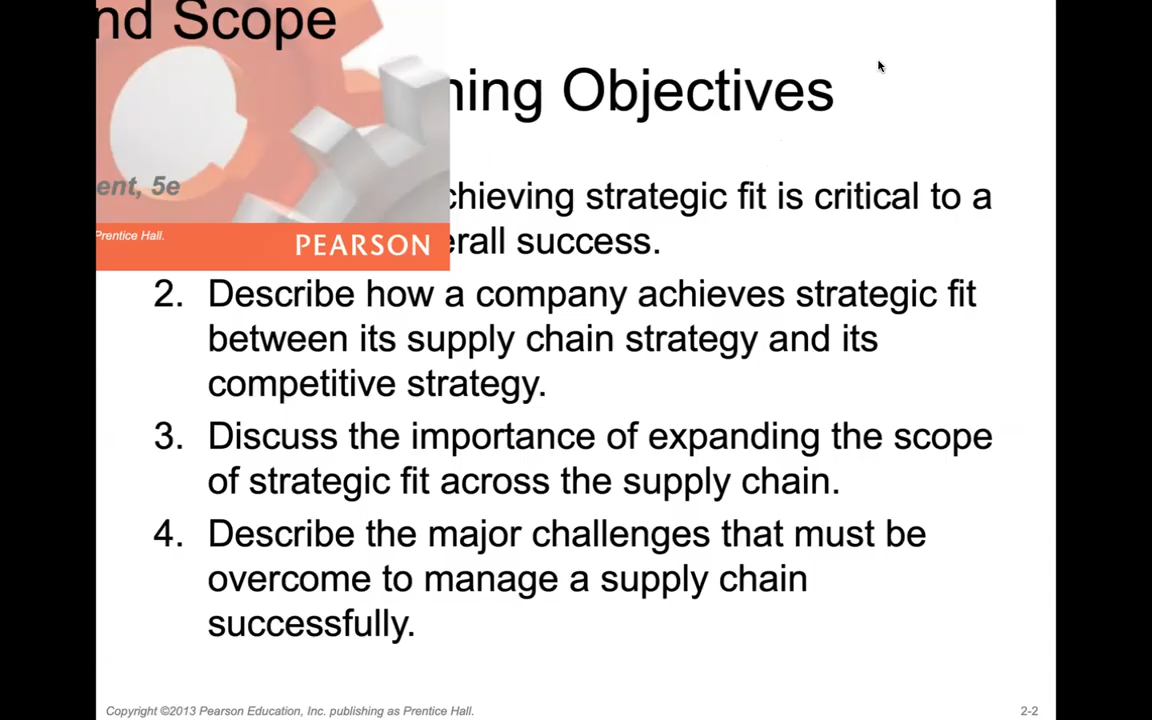 nd Scope
ning Objectives
chieving strategic fit is critical to a
ent, 5e
Prentice Hall.
PEARSON
erall success.
2. Describe how a company achieves strategic fit
between its supply chain strategy and its
competitive strategy.
3. Discuss the importance of expanding the scope
of strategic fit across the supply chain.
4. Describe the major challenges that must be
overcome to manage a supply chain
successfully.
Copyright ©2013 Pearson Education, Inc. publishing as Prentice Hall.
2-2